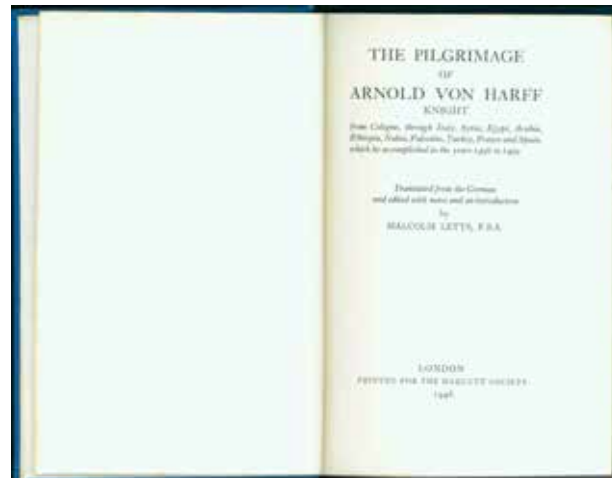 THE PILGRIMAGE
OF
ARNOLD VON HARFF
KNIGHT
from Cologne, through Italy, Syria, Egypt, Arabia,
Ethiopia, Nubia, Palestine, Turkey, France and Spain,
which he accomplished in the years 1496 to 1499
Translated from the German
and edited with notes and an introduction
by
MALCOLM LETTS, F.S.A.
LONDON
PRINTED FOR THE HAKLUYT SOCIETY
1946